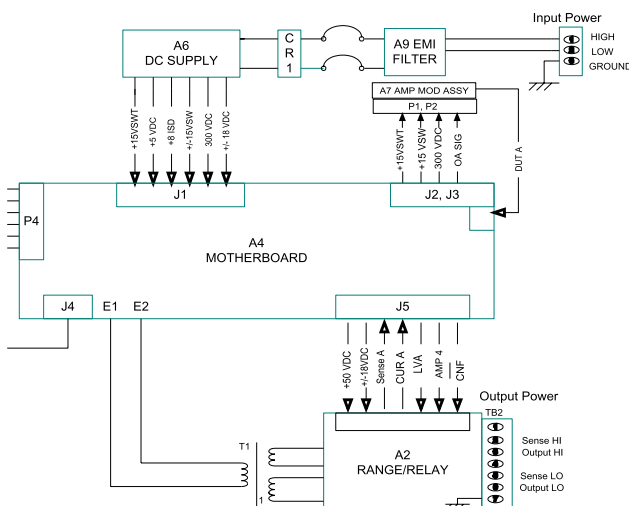 Input Power
A6
DC SUPPLY
C
R
1
A9 EMI
FILTER
HIGH
LOW
GROUND
A7 AMP MOD ASSY
P1, P2
+15VSWT
+5 VDC
+8 ISD
+/-15VSW
300 VDC
+/- 18 VDC
+15VSWT
+15 VSW
300 VDC
OA SIG
DUT A
J1
J2, J3
P4
A4
MOTHERBOARD
J4
E1
E2
J5
+50 VDC
+/-18VDC
Sense A
CUR A
LVA
AMP 4
CNF
Output Power
TB2
T1
1
A2
RANGE/RELAY
Sense HI
Output HI
Sense LO
Output LO